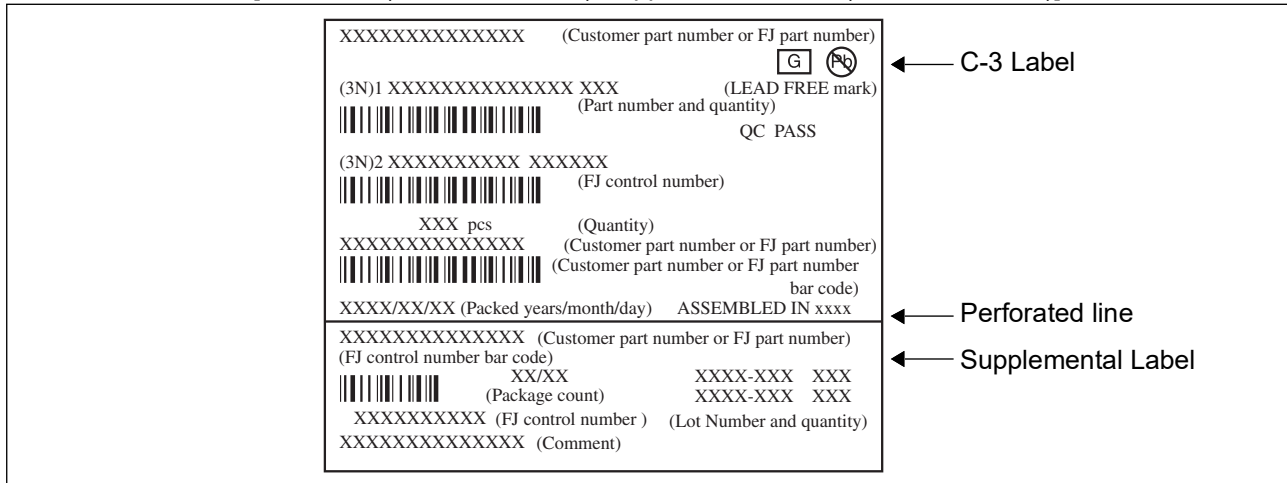 XXXXXXXXXXXXXX (Customer part number or FJ part number)
G Pb
C-3 Label
(3N)1 XXXXXXXXXXXXXX XXX (LEAD FREE mark)
(Part number and quantity)
QC PASS
(3N)2 XXXXXXXXXX XXXXXX
(FJ control number)
XXX pcs (Quantity)
XXXXXXXXXXXXXX (Customer part number or FJ part number)
(Customer part number or FJ part number
bar code)
XXXX/XX/XX (Packed years/month/day) ASSEMBLED IN xxxx
Perforated line
XXXXXXXXXXXXXX (Customer part number or FJ part number)
(FJ control number bar code)
Supplemental Label
XX/XX XXXX-XXX XXX
(Package count) XXXX-XXX XXX
XXXXXXXXXX (FJ control number ) (Lot Number and quantity)
XXXXXXXXXXXXXX (Comment)